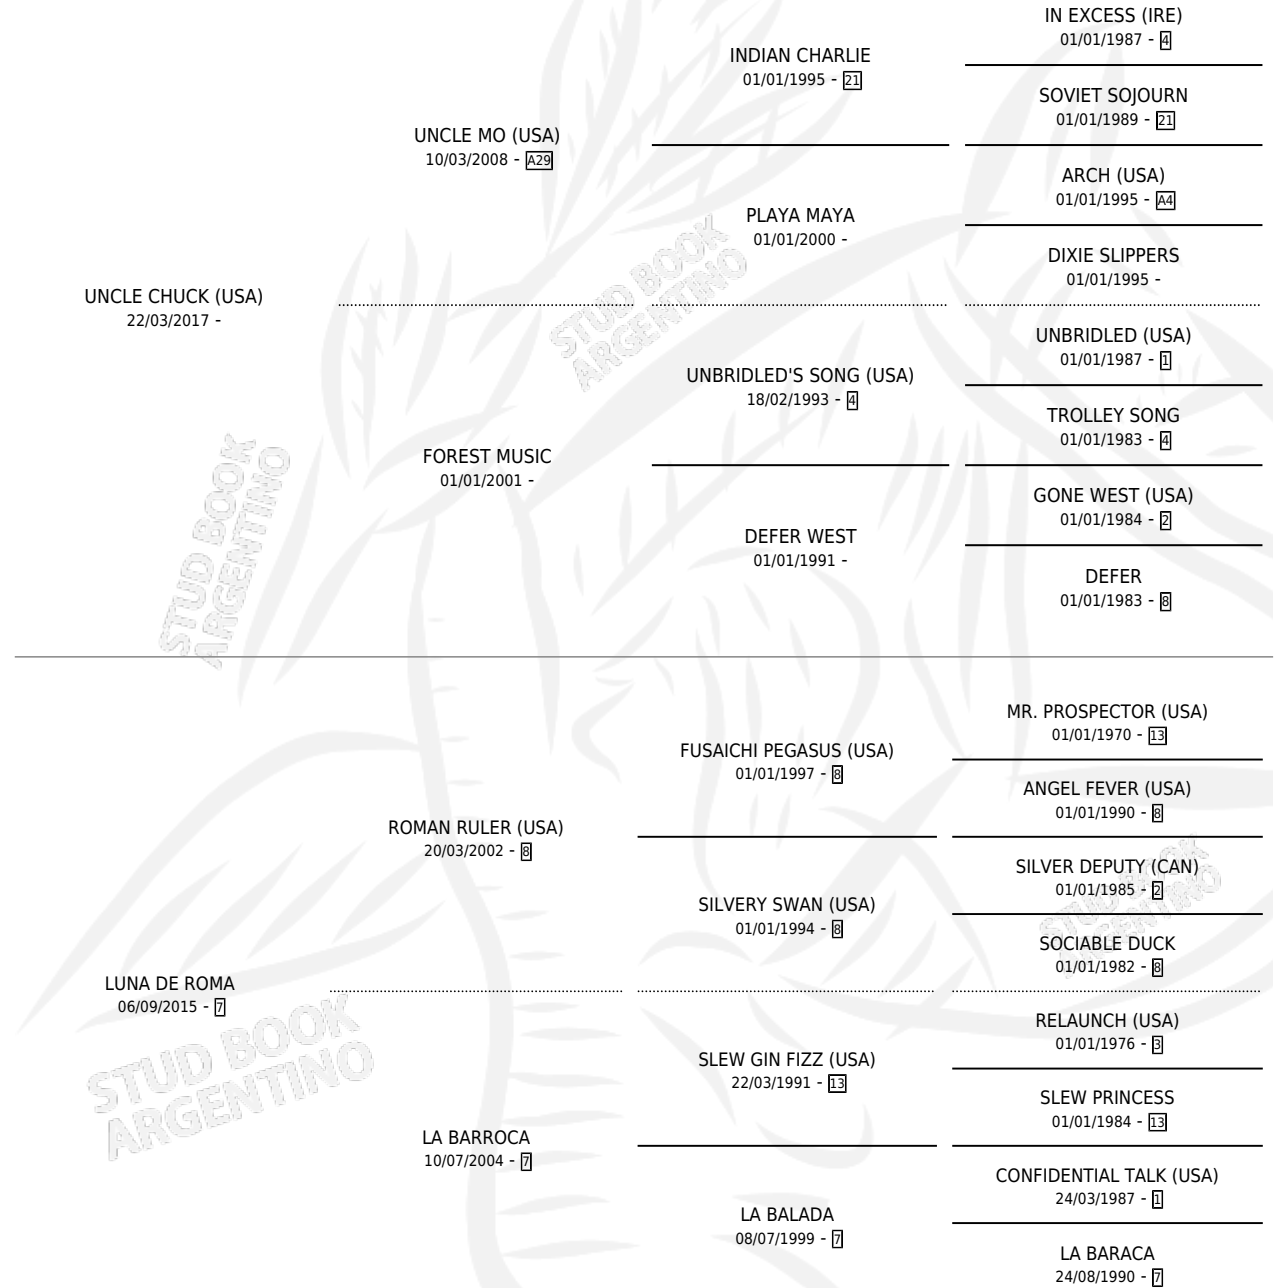 IN EXCESS (IRE)
01/01/1987 - 4
INDIAN CHARLIE
01/01/1995 - 21
SOVIET SOJOURN
01/01/1989 - 21
UNCLE MO (USA)
10/03/2008 - A29
ARCH (USA)
01/01/1995 - A4
PLAYA MAYA
01/01/2000 -
DIXIE SLIPPERS
01/01/1995 -
STUD BOOK
ARGENTINO
UNCLE CHUCK (USA)
22/03/2017 -
UNBRIDLED (USA)
01/01/1987 - 1
UNBRIDLED'S SONG (USA)
18/02/1993 - 4
TROLLEY SONG
01/01/1983 - 4
FOREST MUSIC
01/01/2001 -
GONE WEST (USA)
01/01/1984 - 2
DEFER WEST
01/01/1991 -
DEFER
01/01/1983 - 8
STUD BOOK
ARGENTINO
MR. PROSPECTOR (USA)
01/01/1970 - 13
FUSAICHI PEGASUS (USA)
01/01/1997 - 8
ANGEL FEVER (USA)
01/01/1990 - 8
ROMAN RULER (USA)
20/03/2002 - 8
SILVER DEPUTY (CAN)
01/01/1985 - 2
SILVERY SWAN (USA)
01/01/1994 - 8
STUD BOOK
ARGENTINO
SOCIABLE DUCK
01/01/1982 - 8
LUNA DE ROMA
06/09/2015 - 7
RELAUNCH (USA)
01/01/1976 - 3
SLEW GIN FIZZ (USA)
22/03/1991 - 13
STUD BOOK
ARGENTINO
SLEW PRINCESS
01/01/1984 - 13
LA BARROCA
10/07/2004 - 7
CONFIDENTIAL TALK (USA)
24/03/1987 - 1
LA BALADA
08/07/1999 - 7
LA BARACA
24/08/1990 - 7